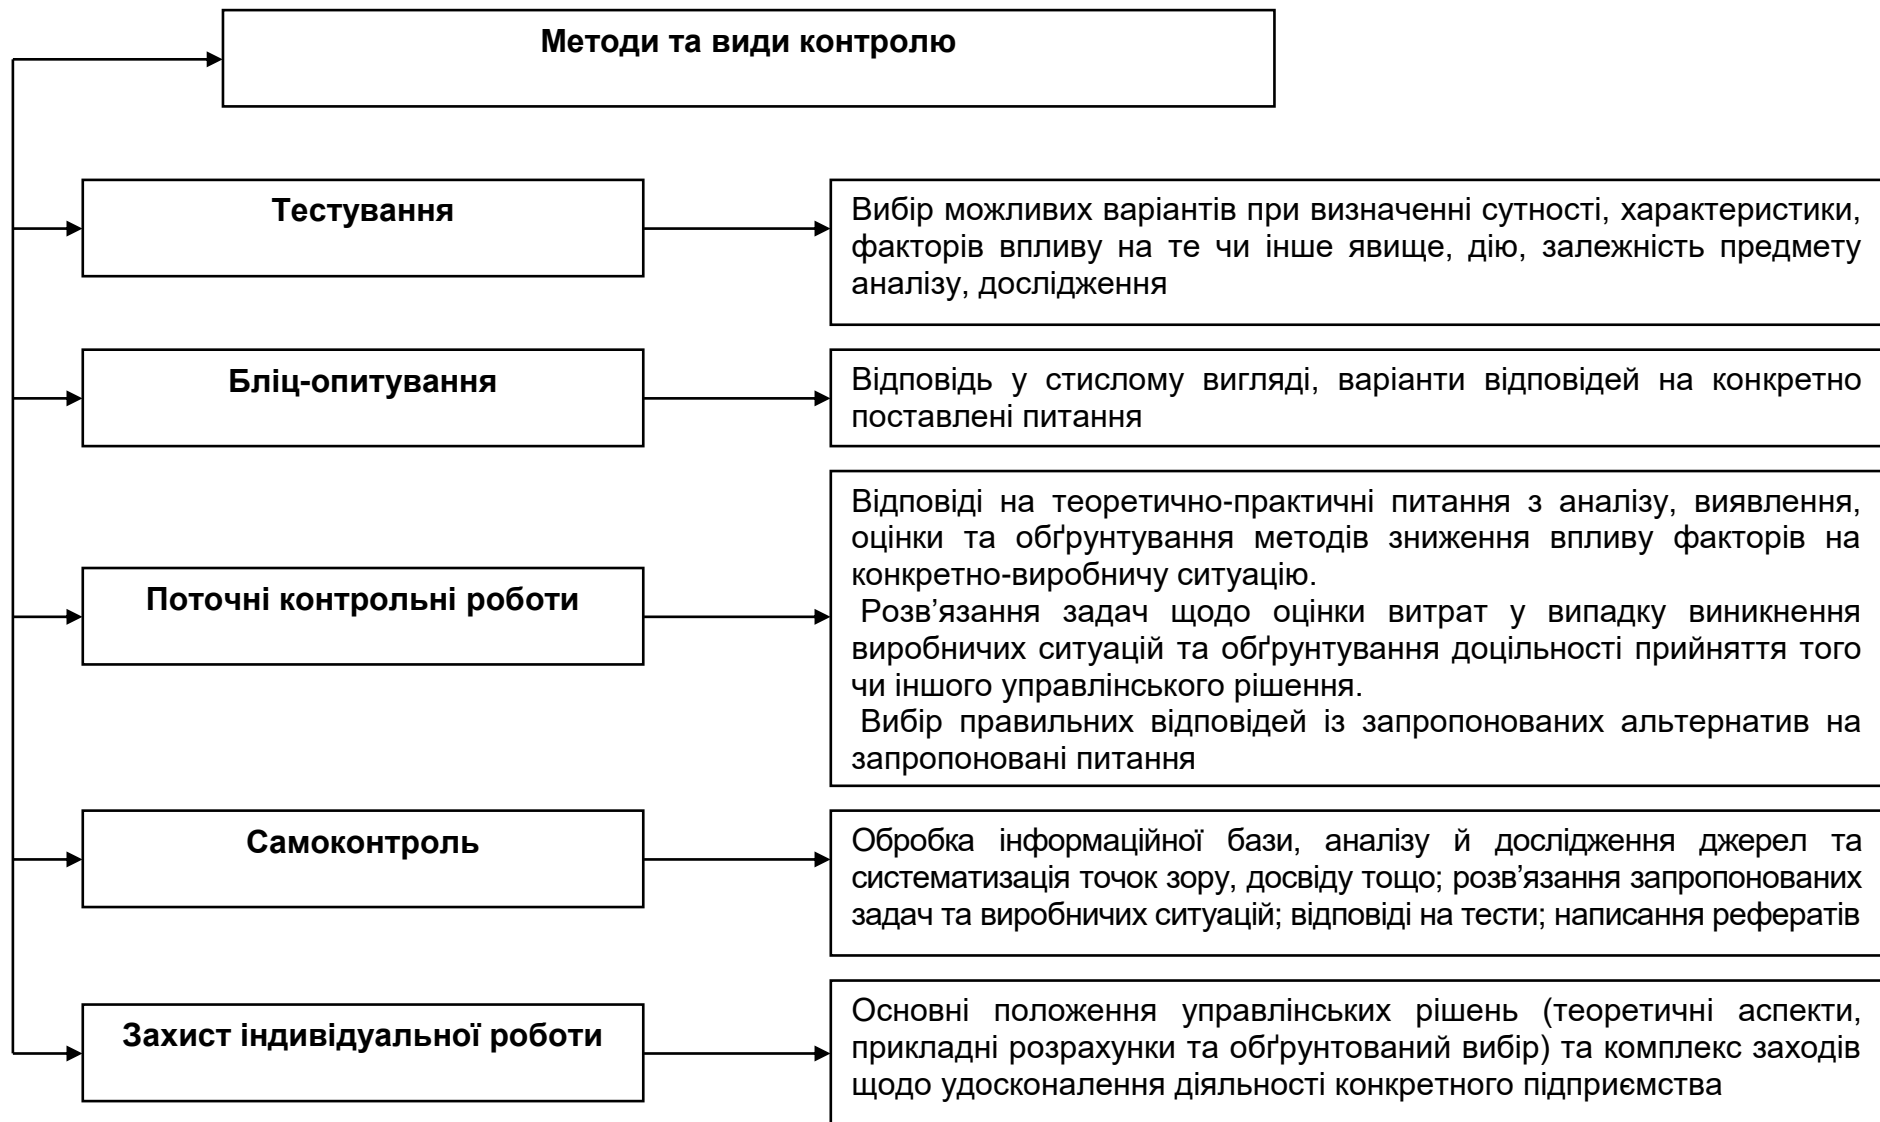 Методи та види контролю
Тестування
Вибір можливих варіантів при визначенні сутності, характеристики,
факторів впливу на те чи інше явище, дію, залежність предмету
аналізу, дослідження
Бліц-опитування
Відповідь у стислому вигляді, варіанти відповідей на конкретно
поставлені питання
Поточні контрольні роботи
Відповіді на теоретично-практичні питання з аналізу, виявлення,
оцінки та обґрунтування методів зниження впливу факторів на
конкретно-виробничу ситуацію.
Розв’язання задач щодо оцінки витрат у випадку виникнення
виробничих ситуацій та обґрунтування доцільності прийняття того
чи іншого управлінського рішення.
Вибір правильних відповідей із запропонованих альтернатив на
запропоновані питання
Самоконтроль
Обробка інформаційної бази, аналізу й дослідження джерел та
систематизація точок зору, досвіду тощо; розв’язання запропонованих
задач та виробничих ситуацій; відповіді на тести; написання рефератів
Захист індивідуальної роботи
Основні положення управлінських рішень (теоретичні аспекти,
прикладні розрахунки та обґрунтований вибір) та комплекс заходів
щодо удосконалення діяльності конкретного підприємства